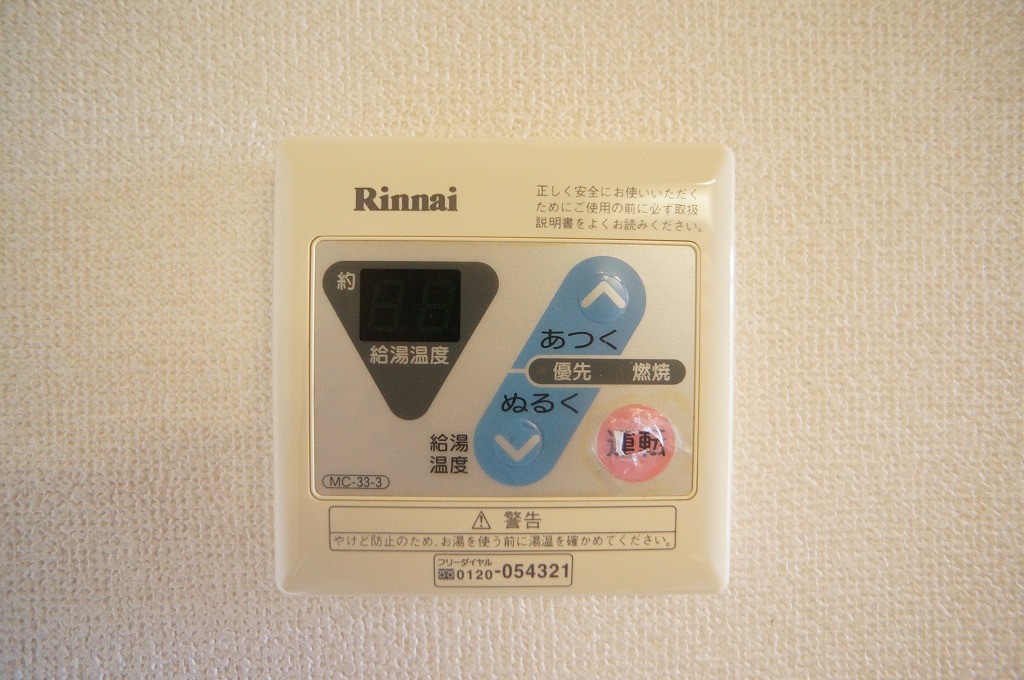 Rinnai
正しく安全にお使いいただく
ためにご使用の前に必ず取扱
説明書をよくお読みください。
約
給湯温度
あつく
優先 燃焼
ぬるく
給湯
温度
運転
MC-33-3
⚠ 警告
やけど防止のため、お湯を使う前に湯温を確かめてください。
フリーダイヤル
0120-054321